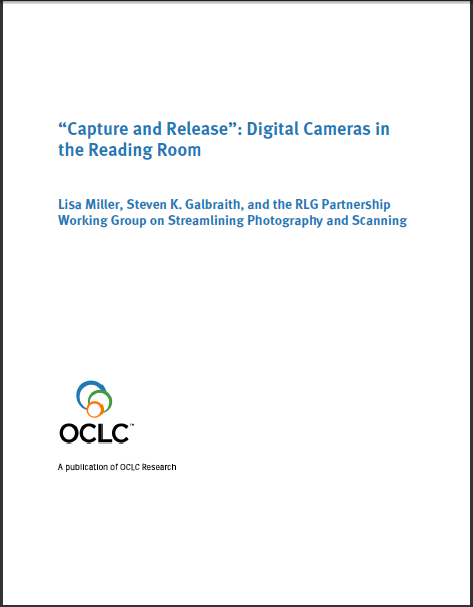 “Capture and Release”: Digital Cameras in
the Reading Room
Lisa Miller, Steven K. Galbraith, and the RLG Partnership
Working Group on Streamlining Photography and Scanning
OCLC™
A publication of OCLC Research